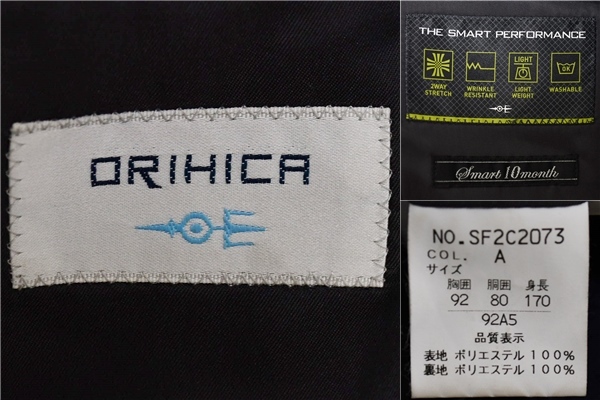 ORIHICA
THE SMART PERFORMANCE
2WAY STRETCH
WRINKLE RESISTANT
LIGHT
LIGHT WEIGHT
OK
WASHABLE
Smart 10month
NO.SF2C2073
COL. A
サイズ
胸囲 胴囲 身長
92 80 170
92A5
品質表示
表地 ポリエステル 100%
裏地 ポリエステル 100%